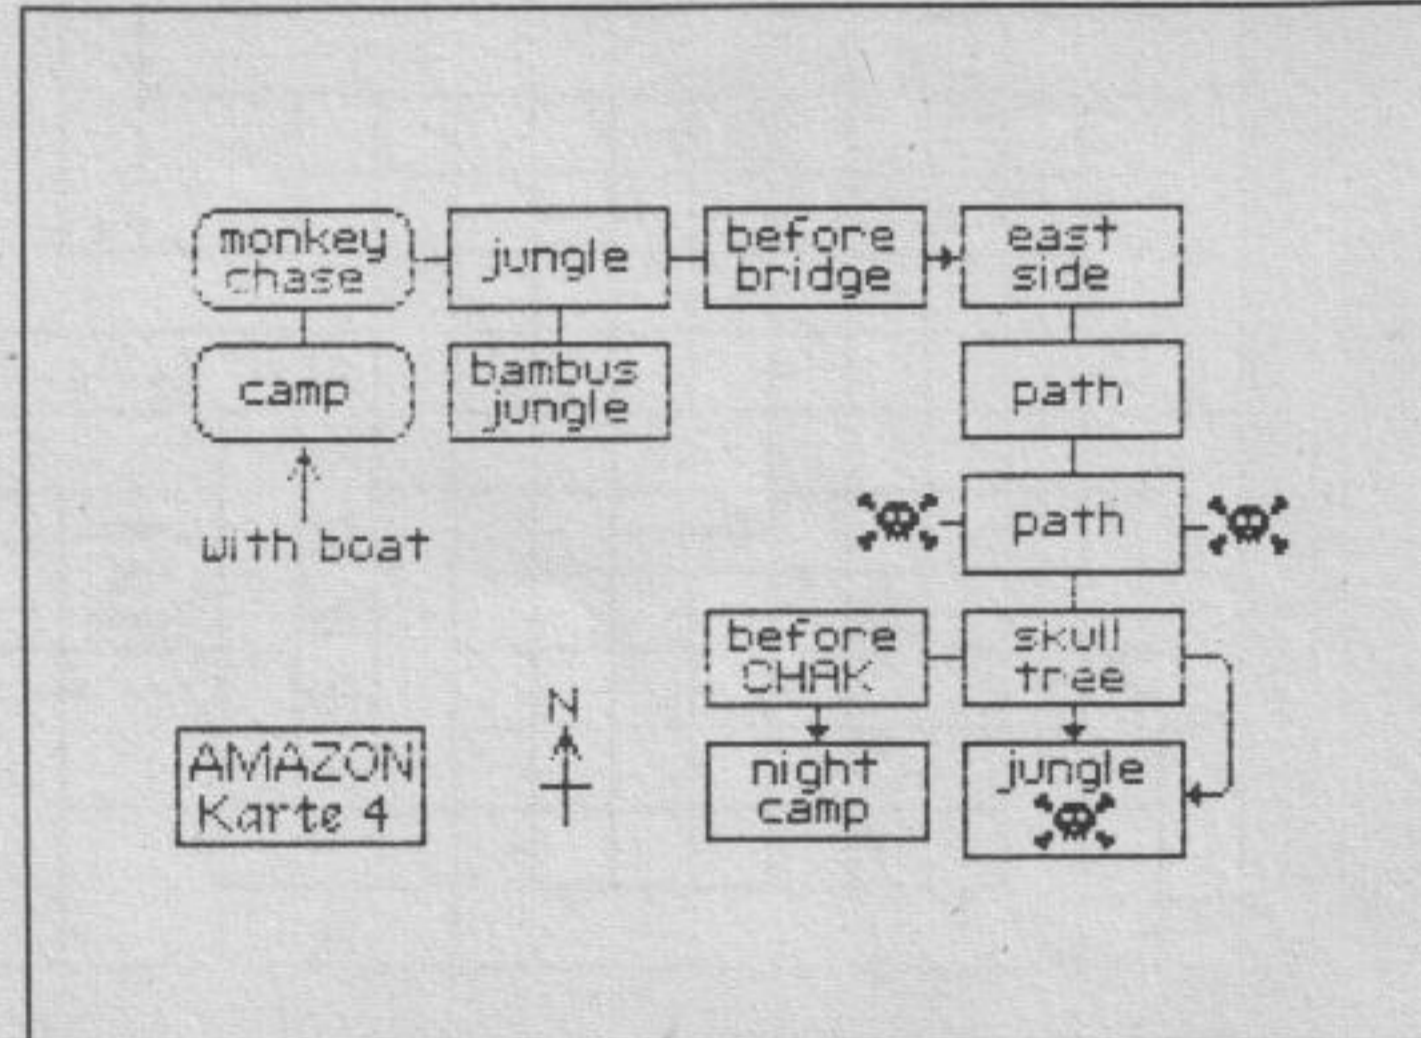 monkey
chase
jungle
before
bridge
east
side
camp
bambus
jungle
path
with boat
path
before
CHAK
skull
tree
N
AMAZON
Karte 4
night
camp
jungle